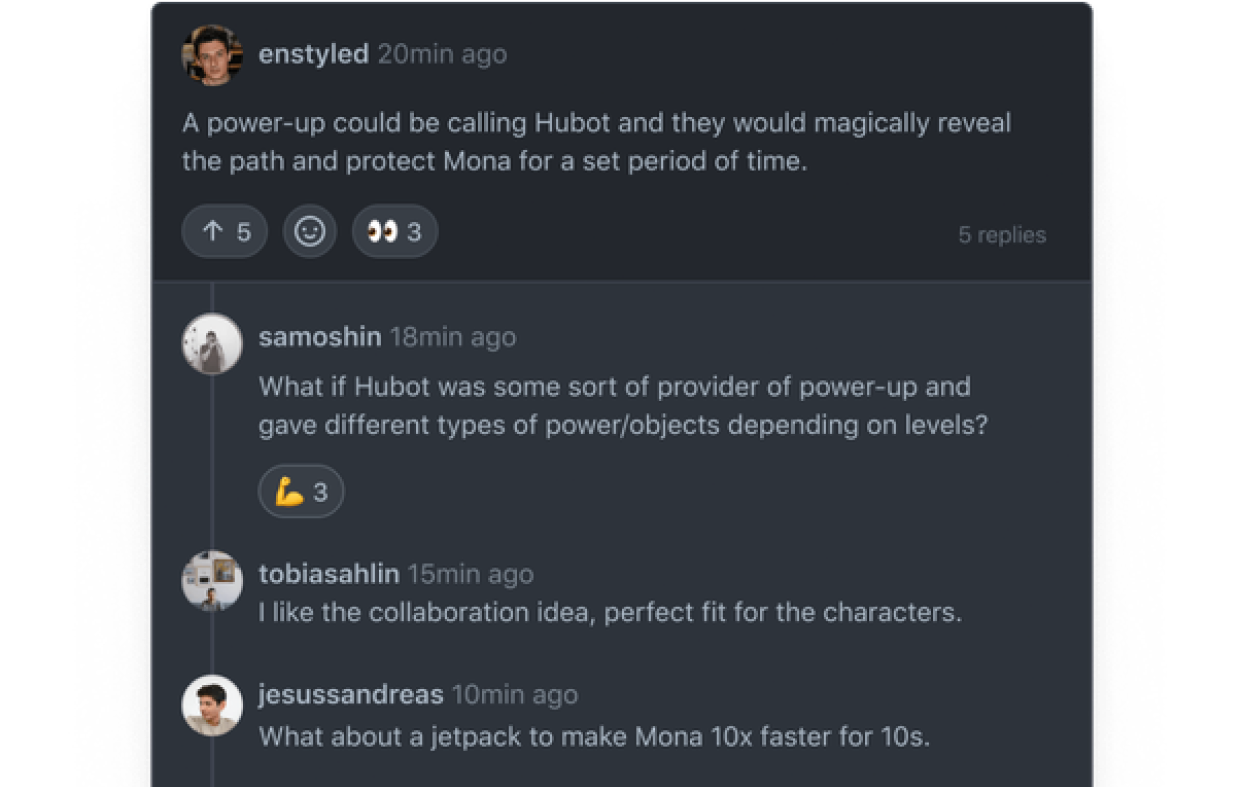 enstyled 20min ago
A power-up could be calling Hubot and they would magically reveal
the path and protect Mona for a set period of time.
↑ 5 👀 3
5 replies
samoshin 18min ago
What if Hubot was some sort of provider of power-up and
gave different types of power/objects depending on levels?
💪 3
tobiasahlin 15min ago
I like the collaboration idea, perfect fit for the characters.
jesussandreas 10min ago
What about a jetpack to make Mona 10x faster for 10s.